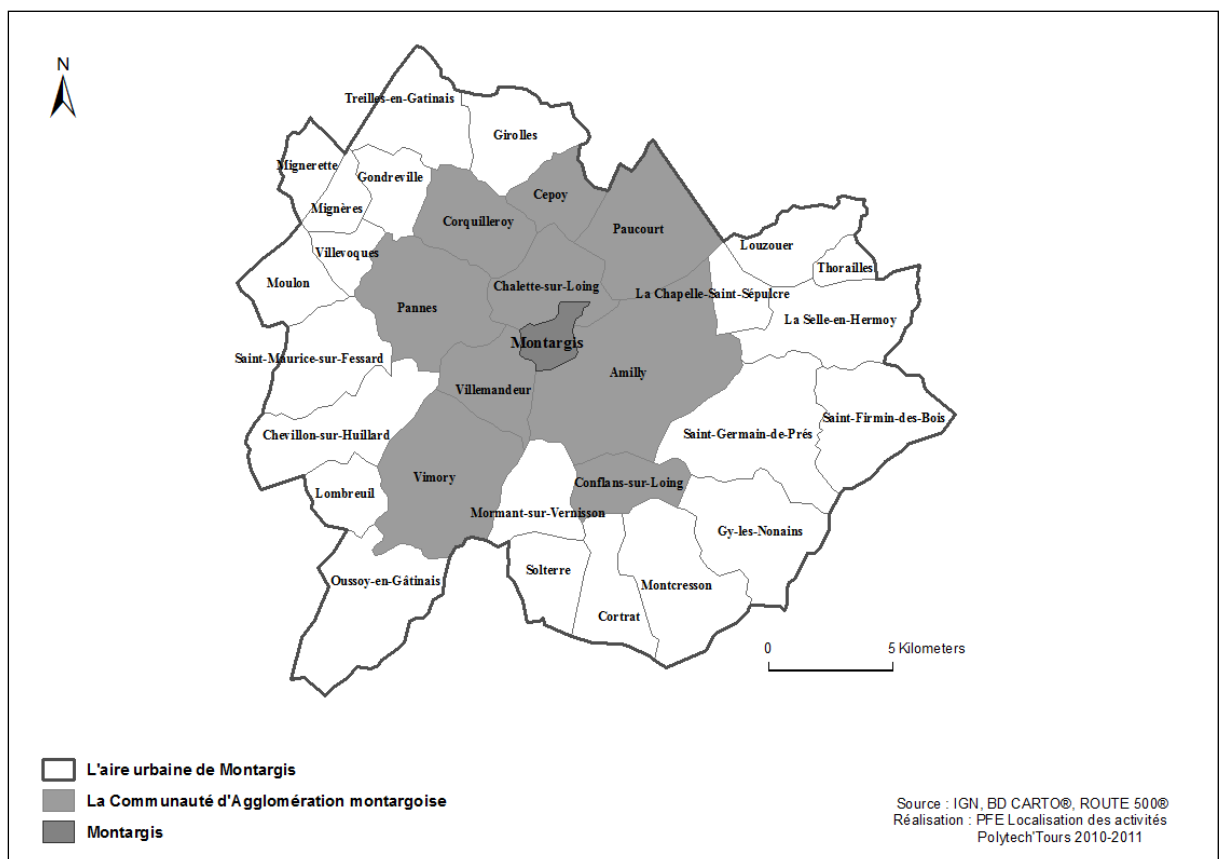 N
Treilles-en-Gatinais
Girolles
Mignerette
Gondreville
Cepoy
Mignères
Corquilleroy
Paucourt
Louzouer
Villevoques
Thorailles
Moulon
Chalette-sur-Loing
La Chapelle-Saint-Sépulcre
Pannes
La Selle-en-Hermoy
Montargis
Saint-Maurice-sur-Fessard
Amilly
Villemandeur
Saint-Firmin-des-Bois
Chevillon-sur-Huillard
Saint-Germain-de-Prés
Vimory
Conflans-sur-Loing
Lombreuil
Mormant-sur-Vernisson
Gy-les-Nonains
Solterre
Oussoy-en-Gâtinais
Montcresson
Cortrat
0 5 Kilometers
L'aire urbaine de Montargis
La Communauté d'Agglomération montargoise
Montargis
Source : IGN, BD CARTO®, ROUTE 500®
Réalisation : PFE Localisation des activités
Polytech'Tours 2010-2011